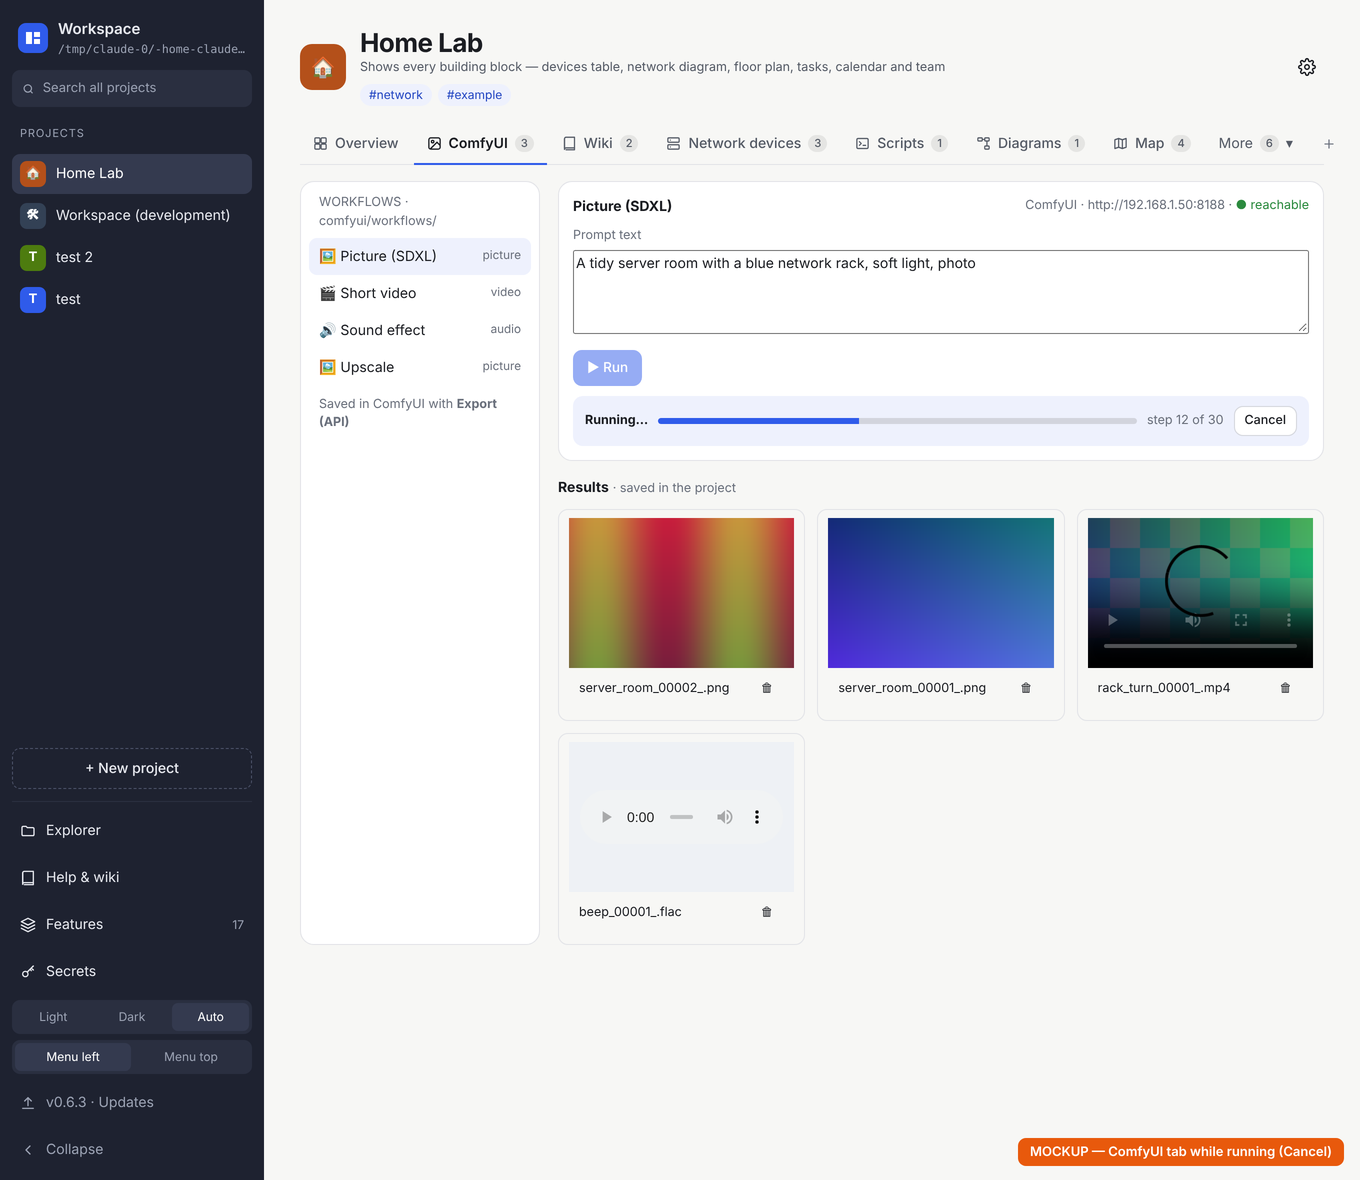 Workspace
/tmp/claude-0/-home-claude…
Search all projects
PROJECTS
Home Lab
Workspace (development)
T test 2
T test
+ New project
Explorer
Help & wiki
Features 17
Secrets
Light Dark Auto
Menu left Menu top
v0.6.3 · Updates
Collapse
Home Lab
Shows every building block — devices table, network diagram, floor plan, tasks, calendar and team
#network #example
Overview ComfyUI 3 Wiki 2 Network devices 3 Scripts 1 Diagrams 1 Map 4 More 6 ▾ +
WORKFLOWS ·
comfyui/workflows/
Picture (SDXL) picture
Short video video
Sound effect audio
Upscale picture
Saved in ComfyUI with Export
(API)
Picture (SDXL) ComfyUI · http://192.168.1.50:8188 · ● reachable
Prompt text
A tidy server room with a blue network rack, soft light, photo
▶ Run
Running… step 12 of 30 Cancel
Results · saved in the project
server_room_00002_.png
server_room_00001_.png
rack_turn_00001_.mp4
0:00
beep_00001_.flac
MOCKUP — ComfyUI tab while running (Cancel)